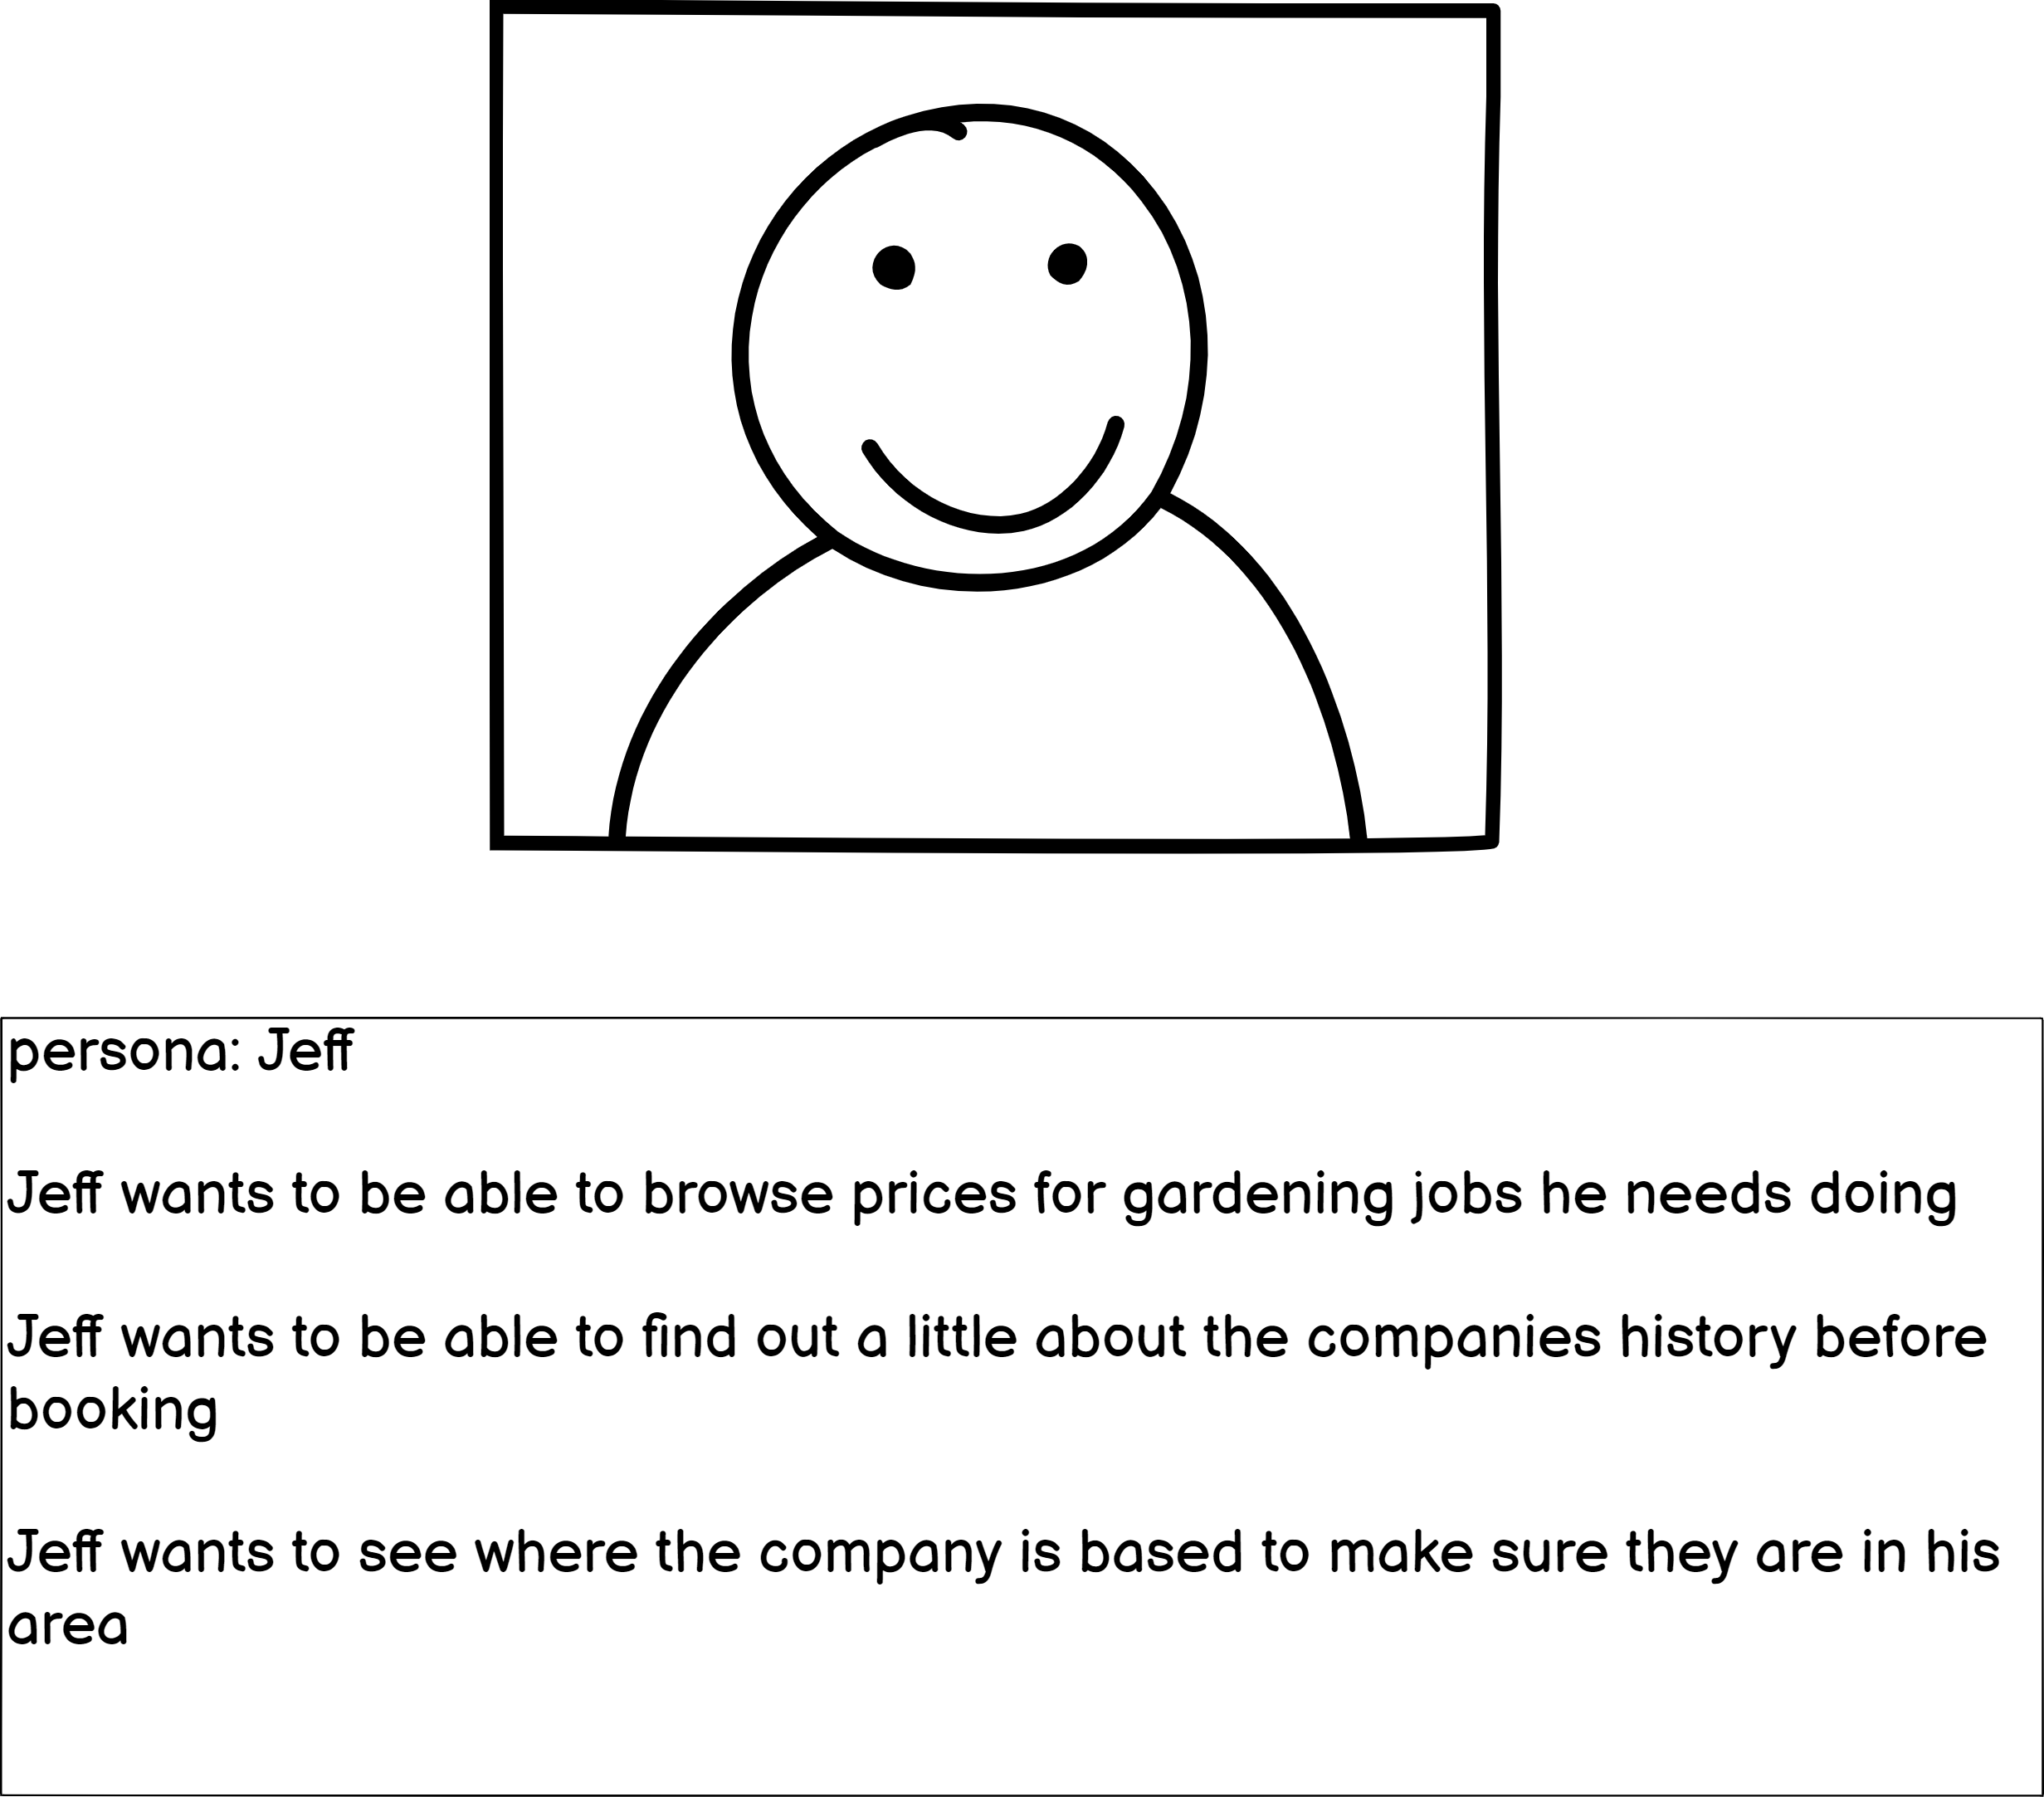 persona: Jeff
Jeff wants to be able to browse prices for gardening jobs he needs doing
Jeff wants to be able to find out a little about the companies history before
booking
Jeff wants to see where the company is based to make sure they are in his
area